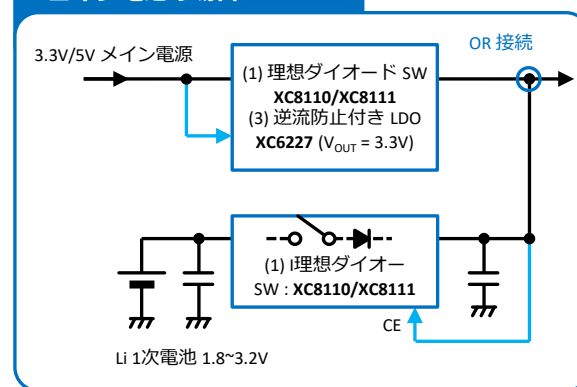 3.3V/5V メイン電源
OR 接続
(1) 理想ダイオード SW
XC8110/XC8111
(3) 逆流防止付き LDO
XC6227 (VOUT = 3.3V)
(1) I理想ダイオー
SW : XC8110/XC8111
CE
Li 1次電池 1.8~3.2V